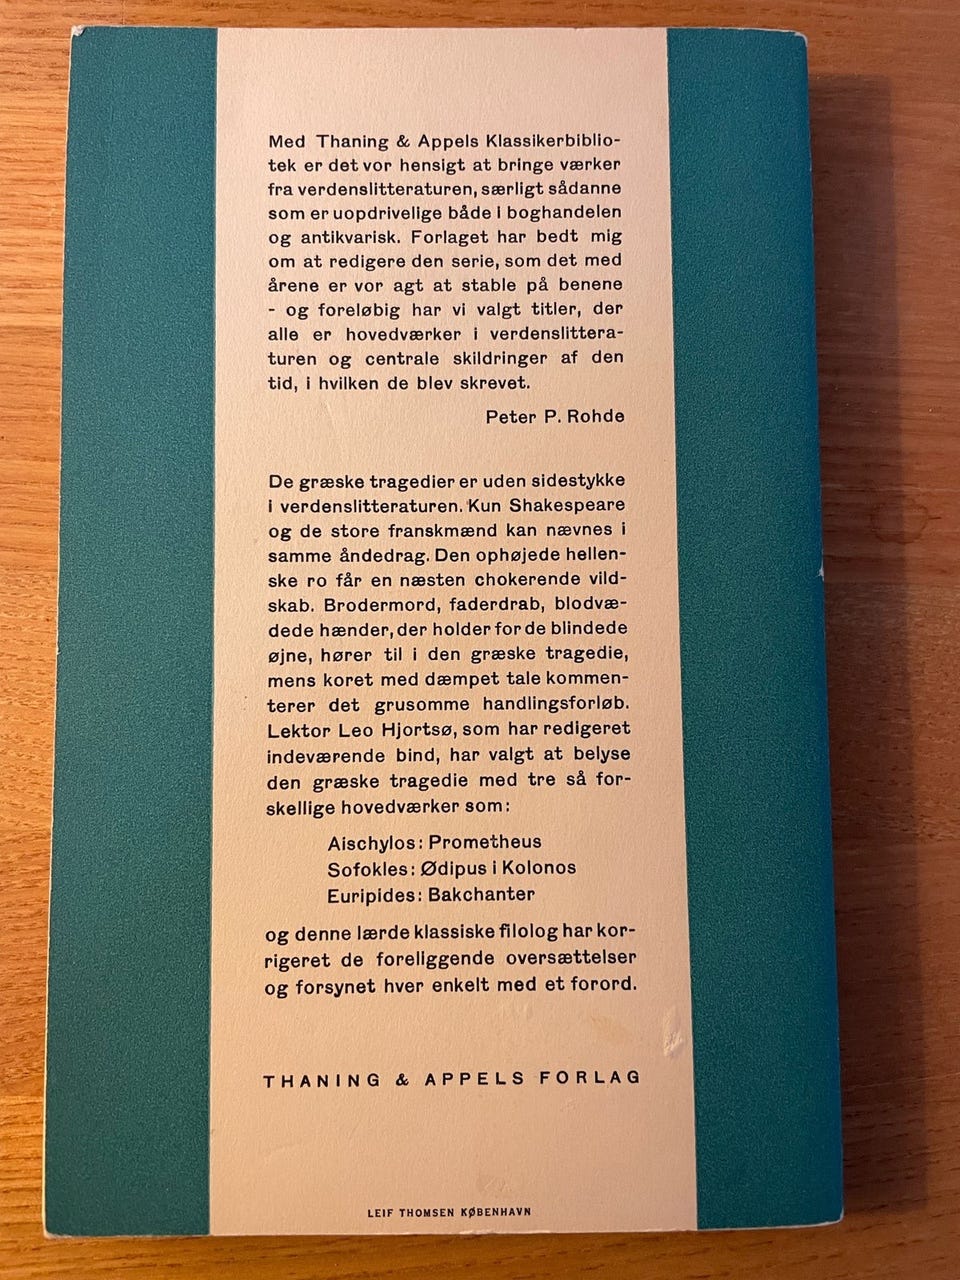 Med Thaning & Appels Klassikerbiblio-
tek er det vor hensigt at bringe værker
fra verdenslitteraturen, særligt sådanne
som er uopdrivelige både i boghandelen
og antikvarisk. Forlaget har bedt mig
om at redigere den serie, som det med
årene er vor agt at stable på benene
- og foreløbig har vi valgt titler, der
alle er hovedværker i verdenslittera-
turen og centrale skildringer af den
tid, i hvilken de blev skrevet.
Peter P. Rohde
De græske tragedier er uden sidestykke
i verdenslitteraturen. Kun Shakespeare
og de store franskmænd kan nævnes i
samme åndedrag. Den ophøjede hellen-
ske ro får en næsten chokerende vild-
skab. Brodermord, faderdrab, blodvæ-
dede hænder, der holder for de blindede
øjne, hører til i den græske tragedie,
mens koret med dæmpet tale kommen-
terer det grusomme handlingsforløb.
Lektor Leo Hjortsø, som har redigeret
indeværende bind, har valgt at belyse
den græske tragedie med tre så for-
skellige hovedværker som:
Aischylos: Prometheus
Sofokles: Ødipus i Kolonos
Euripides: Bakchanter
og denne lærde klassiske filolog har kor-
rigeret de foreliggende oversættelser
og forsynet hver enkelt med et forord.
THANING & APPELS FORLAG
LEIF THOMSEN KØBENHAVN